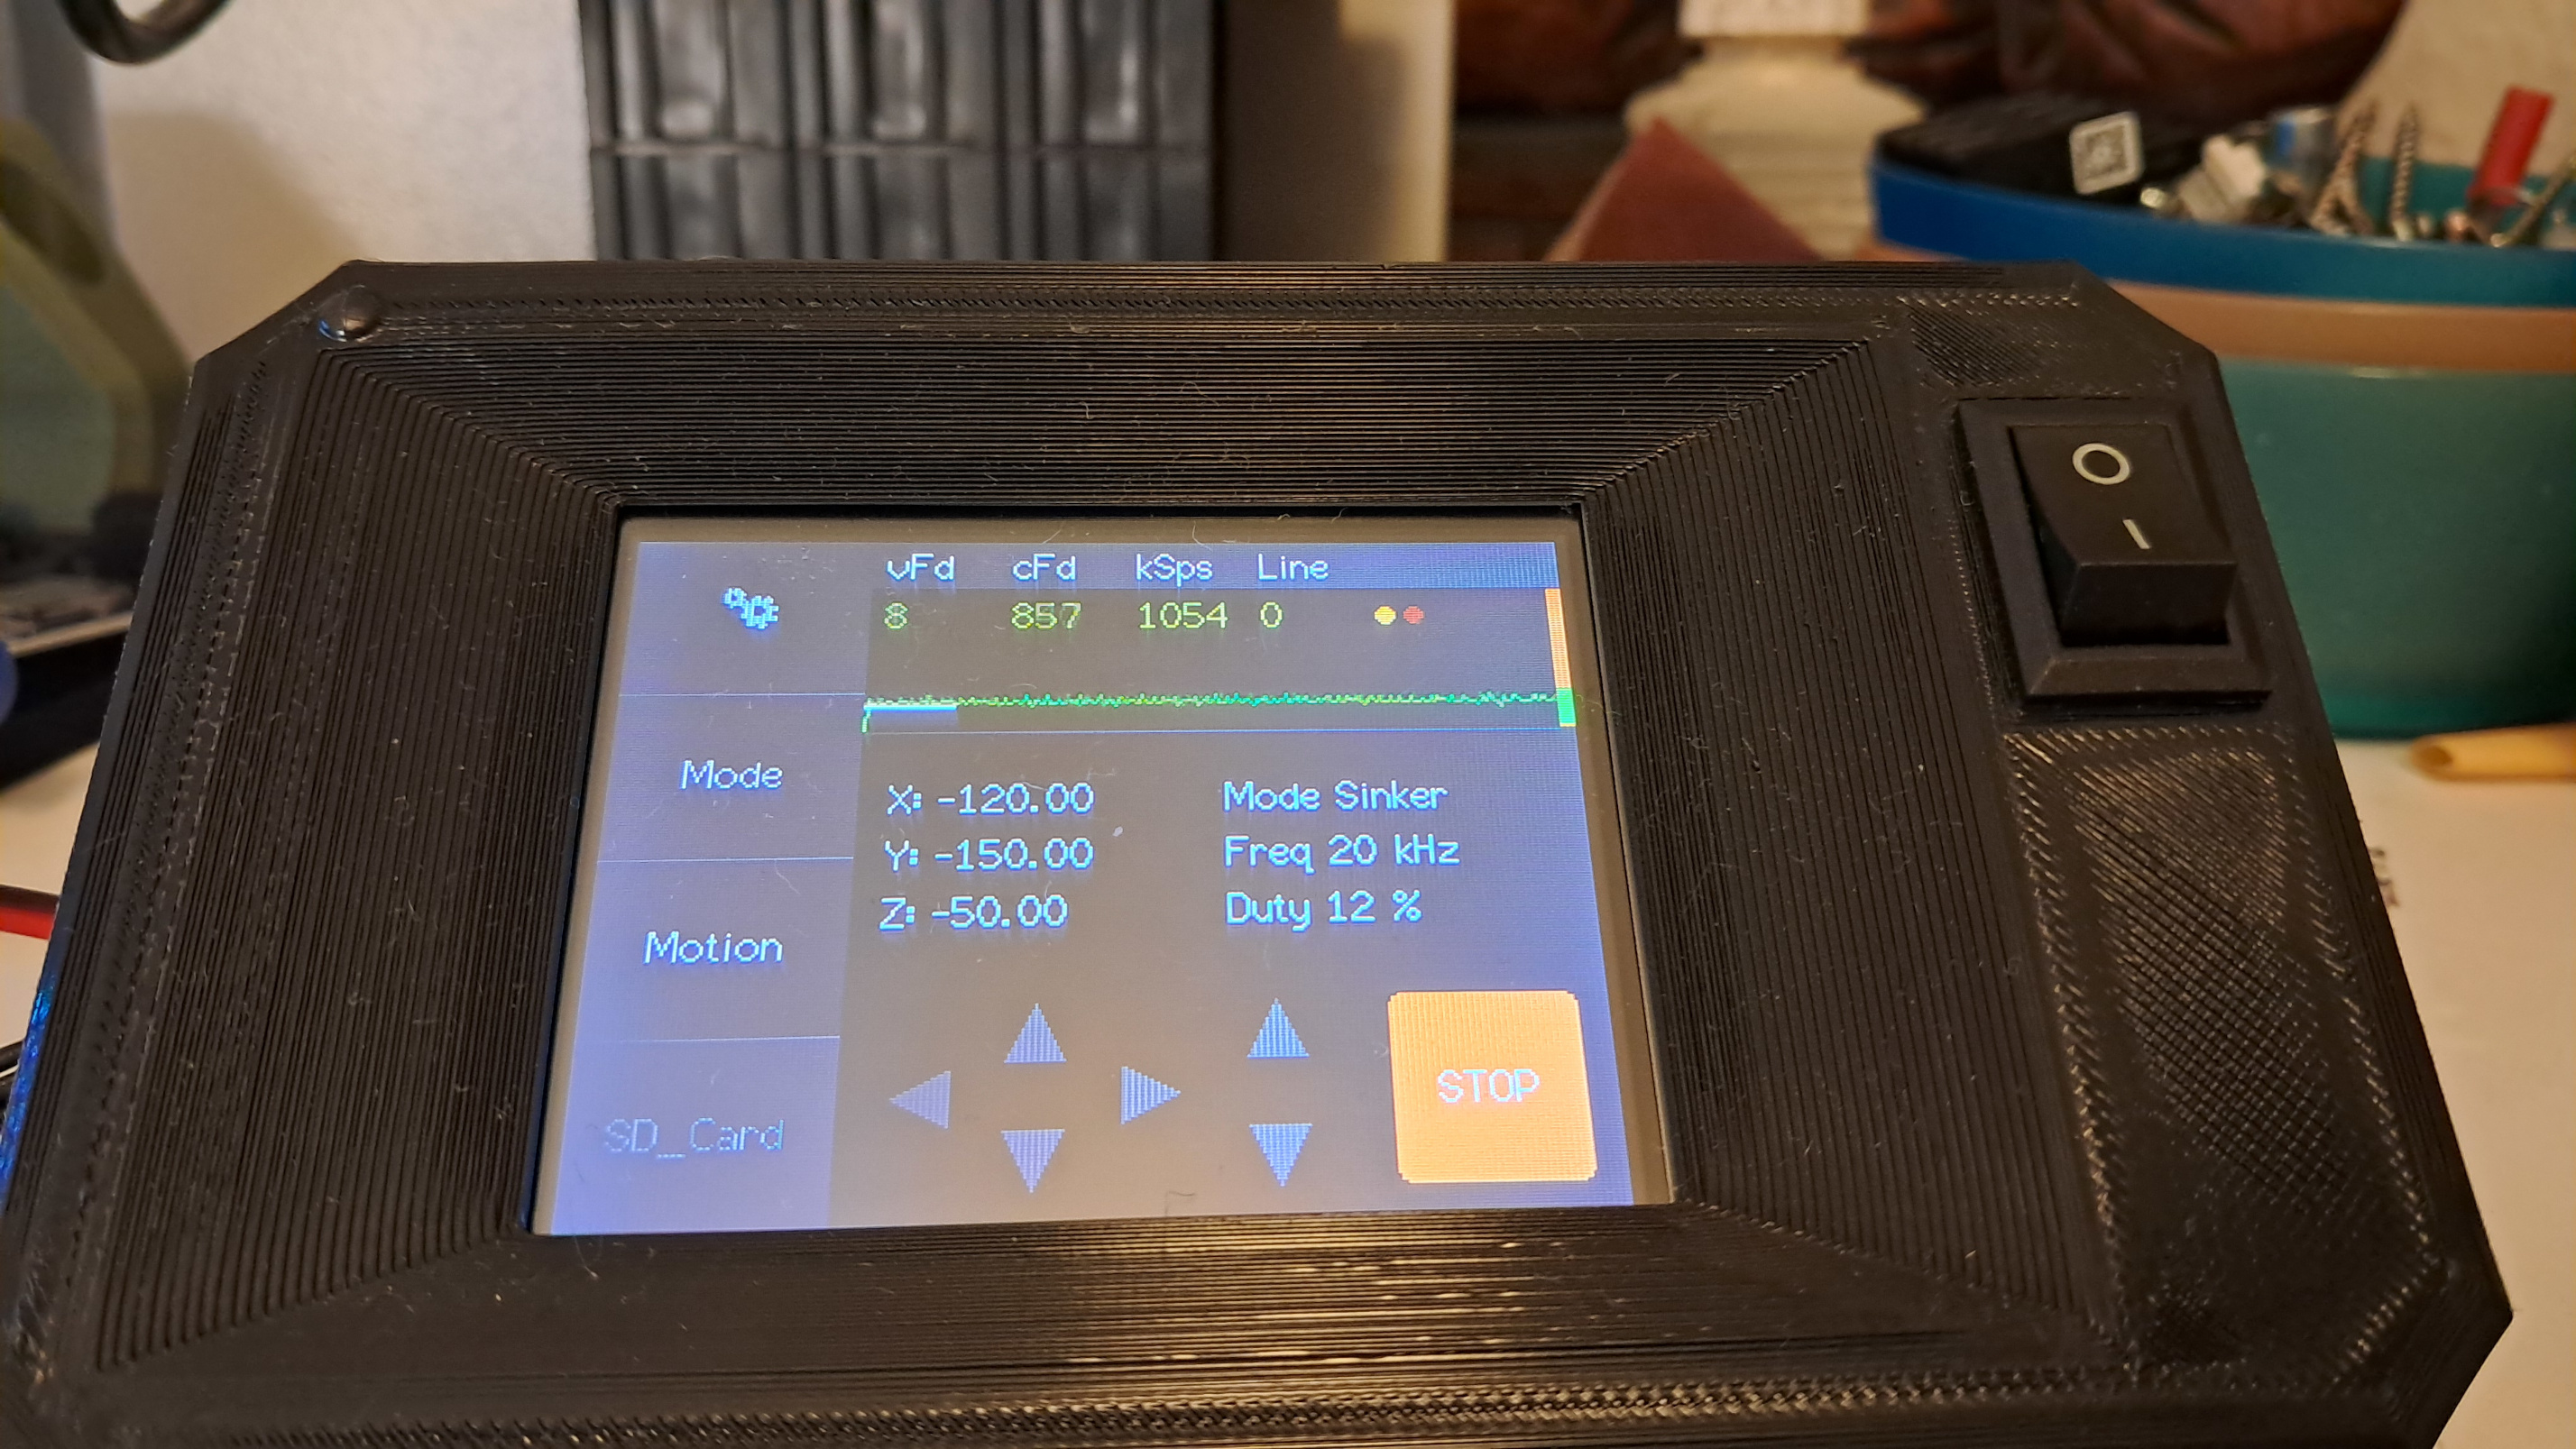 vFd cFd kSps Line
8 857 1054 0
Mode
X: -120.00
Y: -150.00
Z: -50.00
Mode Sinker
Freq 20 kHz
Duty 12 %
Motion
SD_Card
STOP
O
I